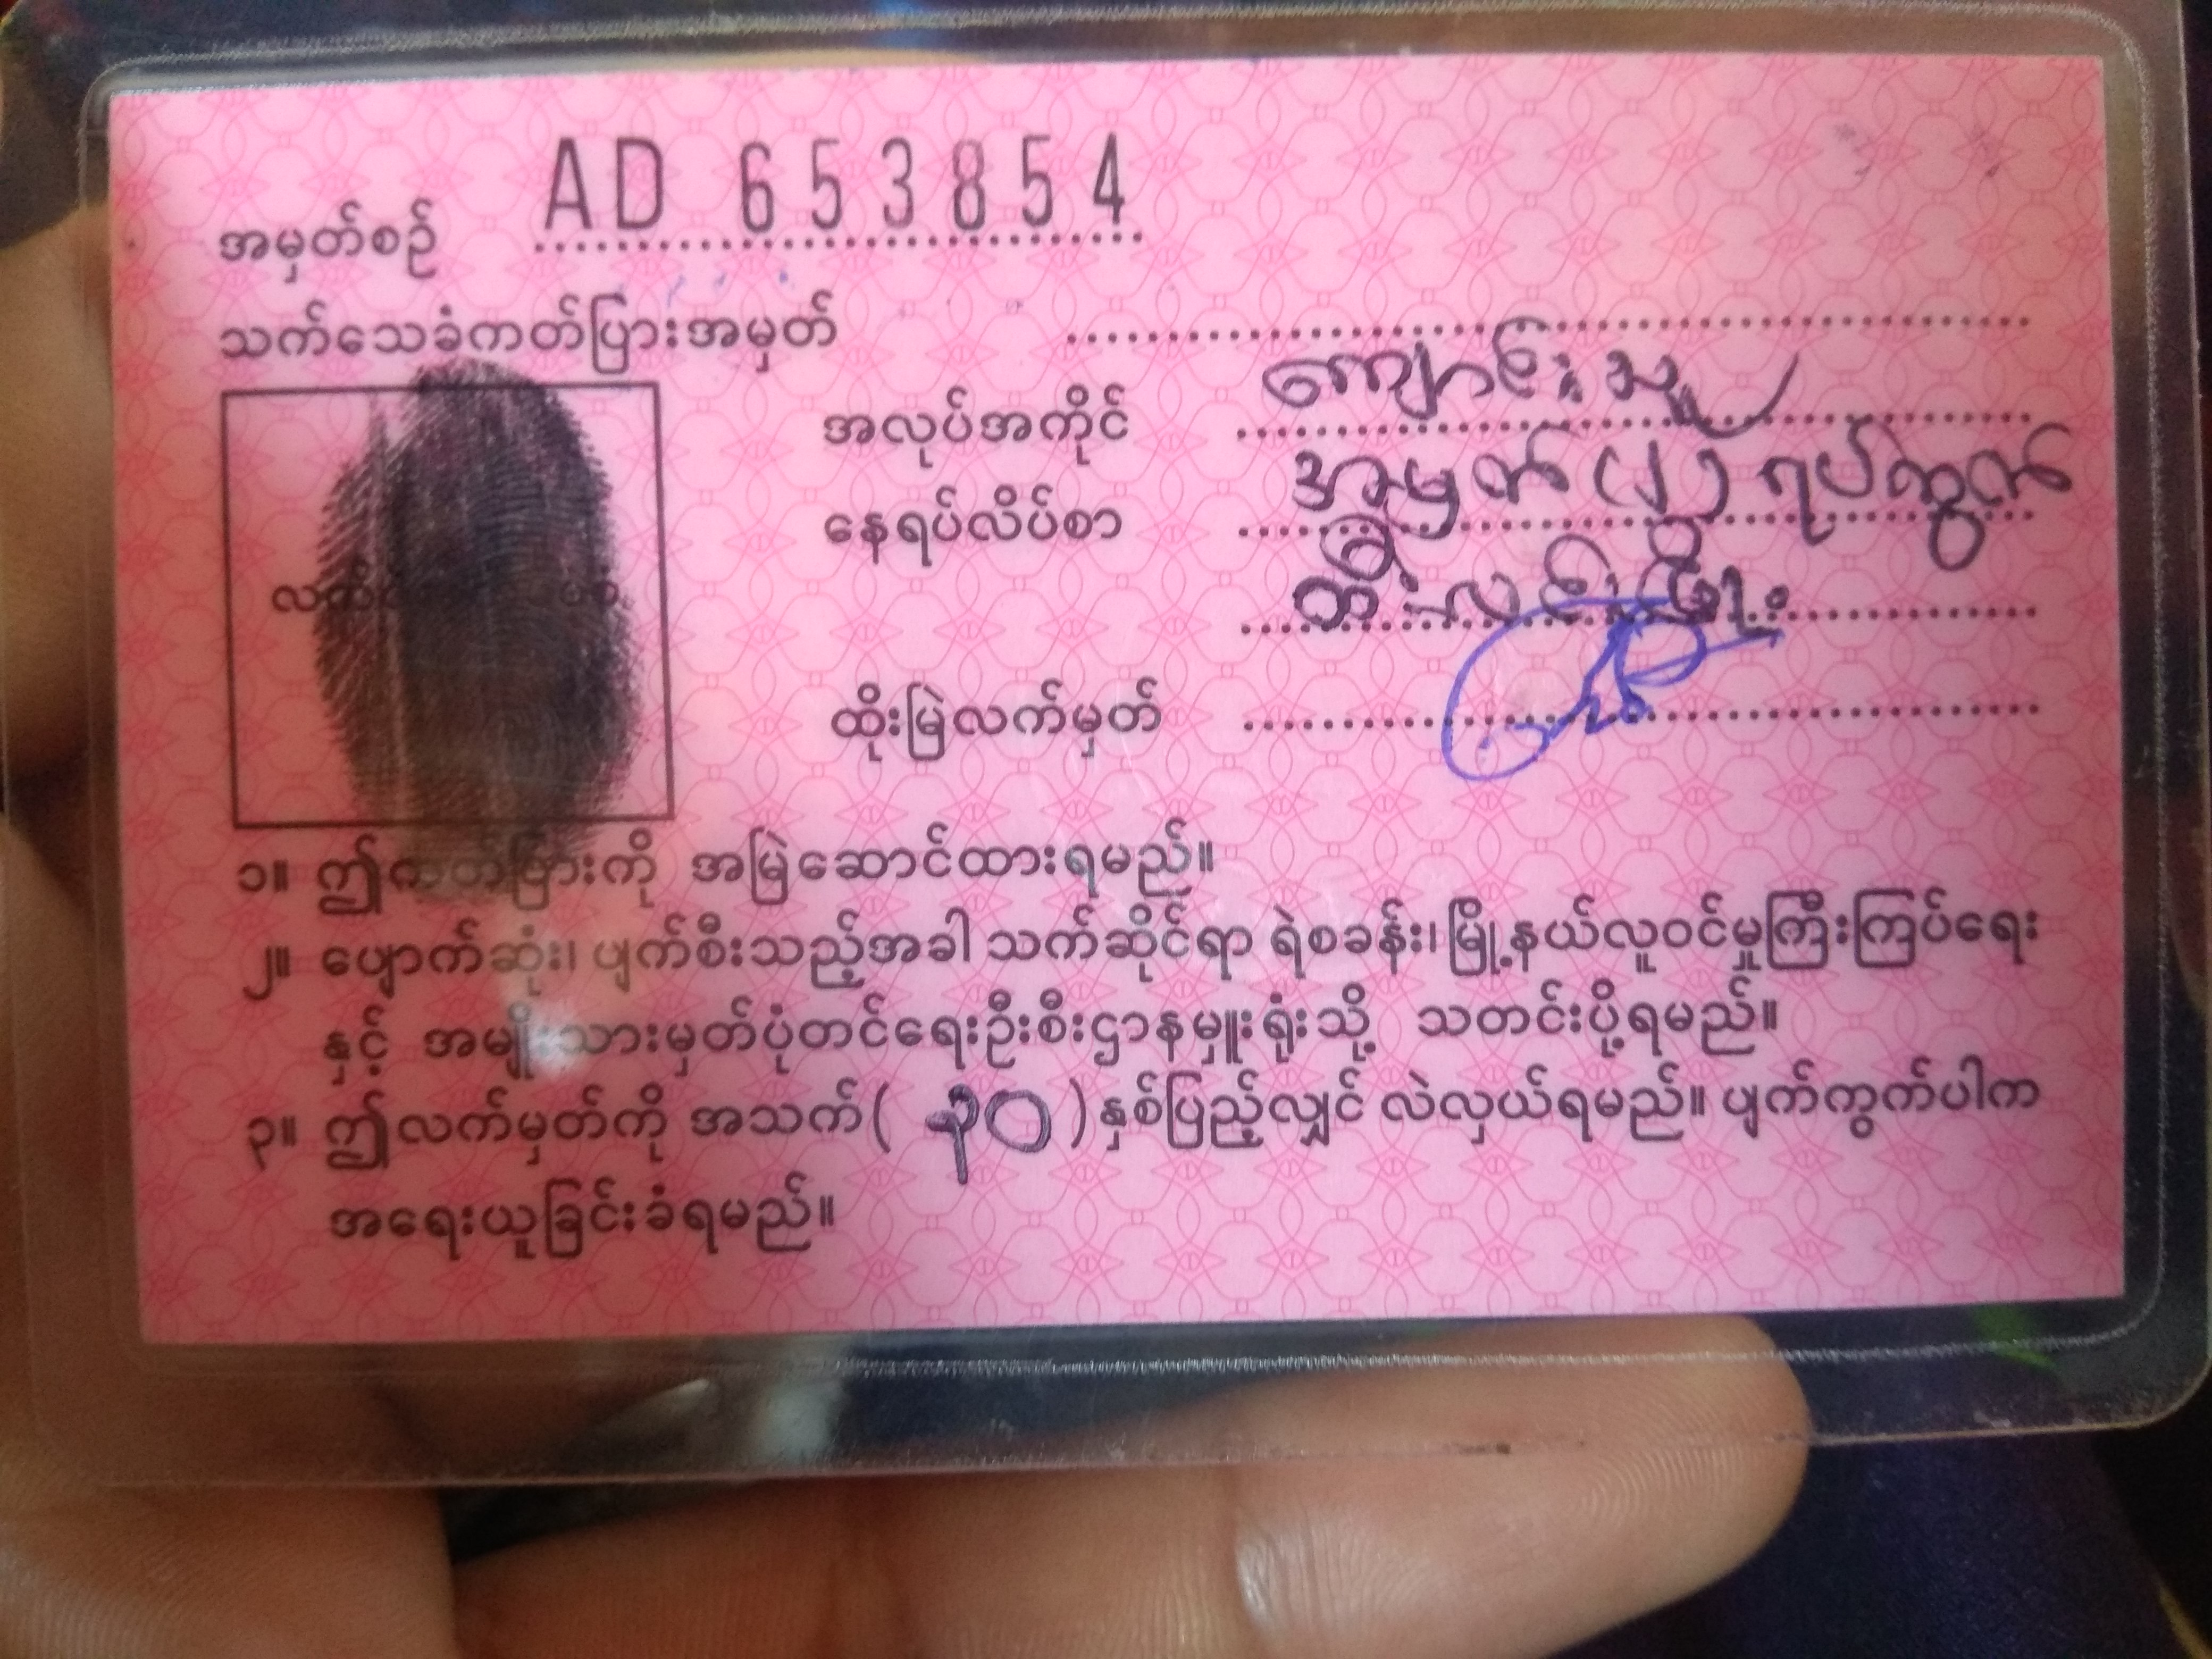 အမှတ်စဉ် AD 653854
သက်သေခံကတ်ပြားအမှတ်
အလုပ်အကိုင် ကျောင်းသူ
နေရပ်လိပ်စာ အမှတ်(၂)ရပ်ကွက်
ထိုးမြဲလက်မှတ်
၁။ ဤကတ်ပြားကို အမြဲဆောင်ထားရမည်။
၂။ ပျောက်ဆုံး၊ ပျက်စီးသည့်အခါ သက်ဆိုင်ရာ ရဲစခန်း၊ မြို့နယ်လူဝင်မှုကြီးကြပ်ရေး
နှင့် အမျိုးသားမှတ်ပုံတင်ရေးဦးစီးဌာနမှူးရုံးသို့ သတင်းပို့ရမည်။
၃။ ဤလက်မှတ်ကို အသက်( ၃၀ )နှစ်ပြည့်လျှင် လဲလှယ်ရမည်။ ပျက်ကွက်ပါက
အရေးယူခြင်းခံရမည်။